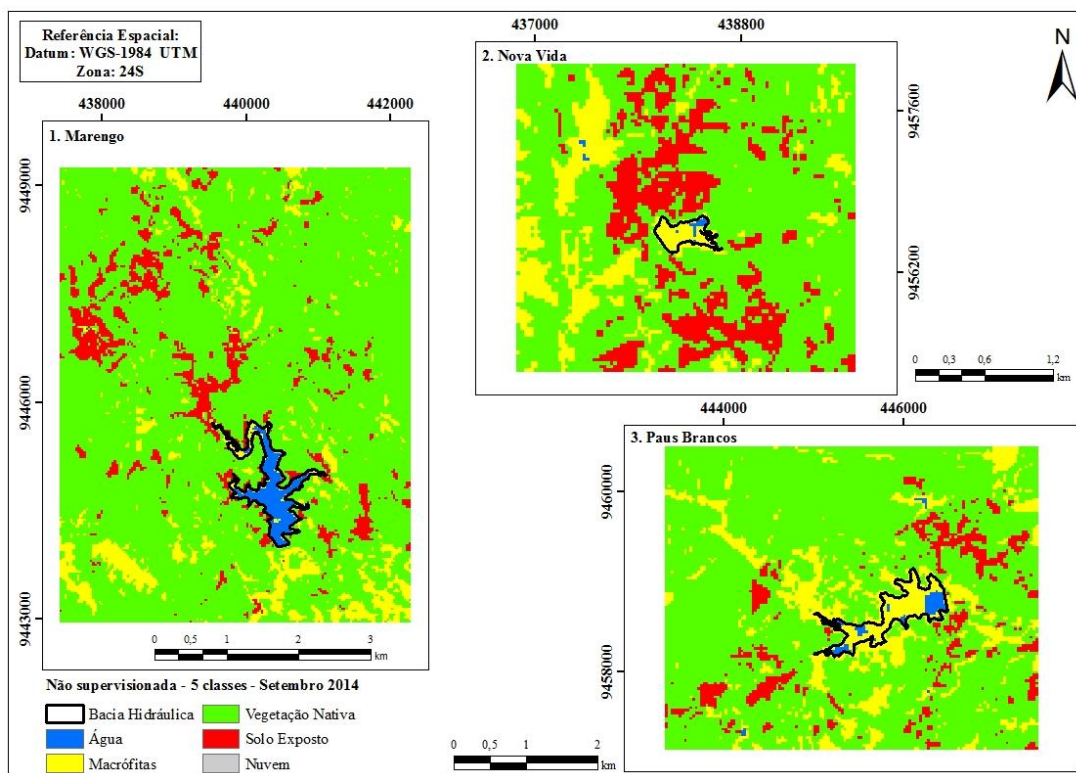 Referência Espacial:
Datum: WGS-1984 UTM
Zona: 24S
438000
440000
442000
1. Marengo
9449000
9446000
9443000
0 0,5 1 2 3
km
437000
438800
2. Nova Vida
N
9457600
9456200
0 0,3 0,6 1,2
km
444000
446000
3. Paus Brancos
9460000
9458000
0 0,5 1 2
km
Não supervisionada - 5 classes - Setembro 2014
Bacia Hidráulica
Vegetação Nativa
Água
Solo Exposto
Macrófitas
Nuvem